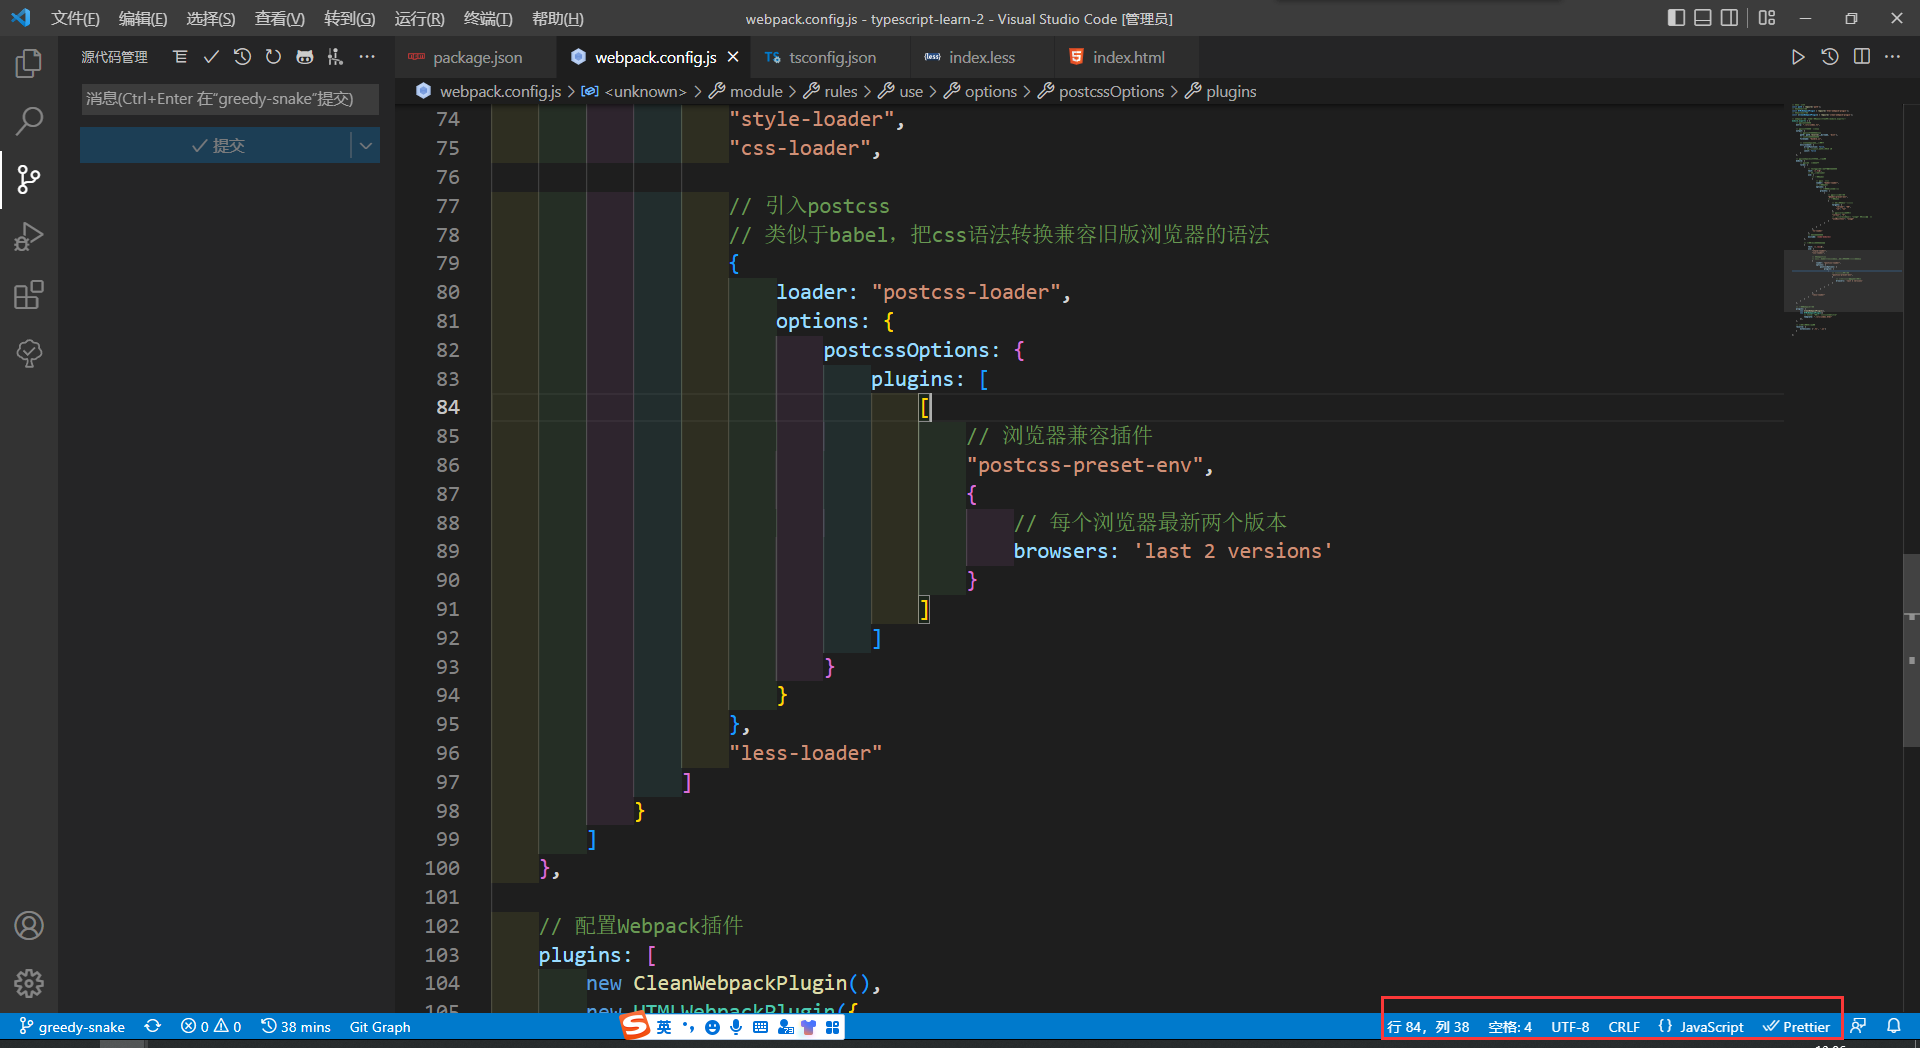 文件(F) 编辑(E) 选择(S) 查看(V) 转到(G) 运行(R) 终端(T) 帮助(H)
webpack.config.js - typescript-learn-2 - Visual Studio Code [管理员]
源代码管理
package.json webpack.config.js tsconfig.json index.less index.html
消息(Ctrl+Enter 在“greedy-snake”提交)
提交
webpack.config.js > <unknown> > module > rules > use > options > postcssOptions > plugins
74 "style-loader",
75 "css-loader",
76
77 // 引入postcss
78 // 类似于babel，把css语法转换兼容旧版浏览器的语法
79 {
80 loader: "postcss-loader",
81 options: {
82 postcssOptions: {
83 plugins: [
84 [
85 // 浏览器兼容插件
86 "postcss-preset-env",
87 {
88 // 每个浏览器最新两个版本
89 browsers: 'last 2 versions'
90 }
91 ]
92 ]
93 }
94 }
95 },
96 "less-loader"
97 ]
98 }
99 ]
100 },
101
102 // 配置Webpack插件
103 plugins: [
104 new CleanWebpackPlugin(),
105 new HTMLWebpackPlugin({
greedy-snake 0 0 38 mins Git Graph
英
行 84，列 38 空格: 4 UTF-8 CRLF {} JavaScript Prettier